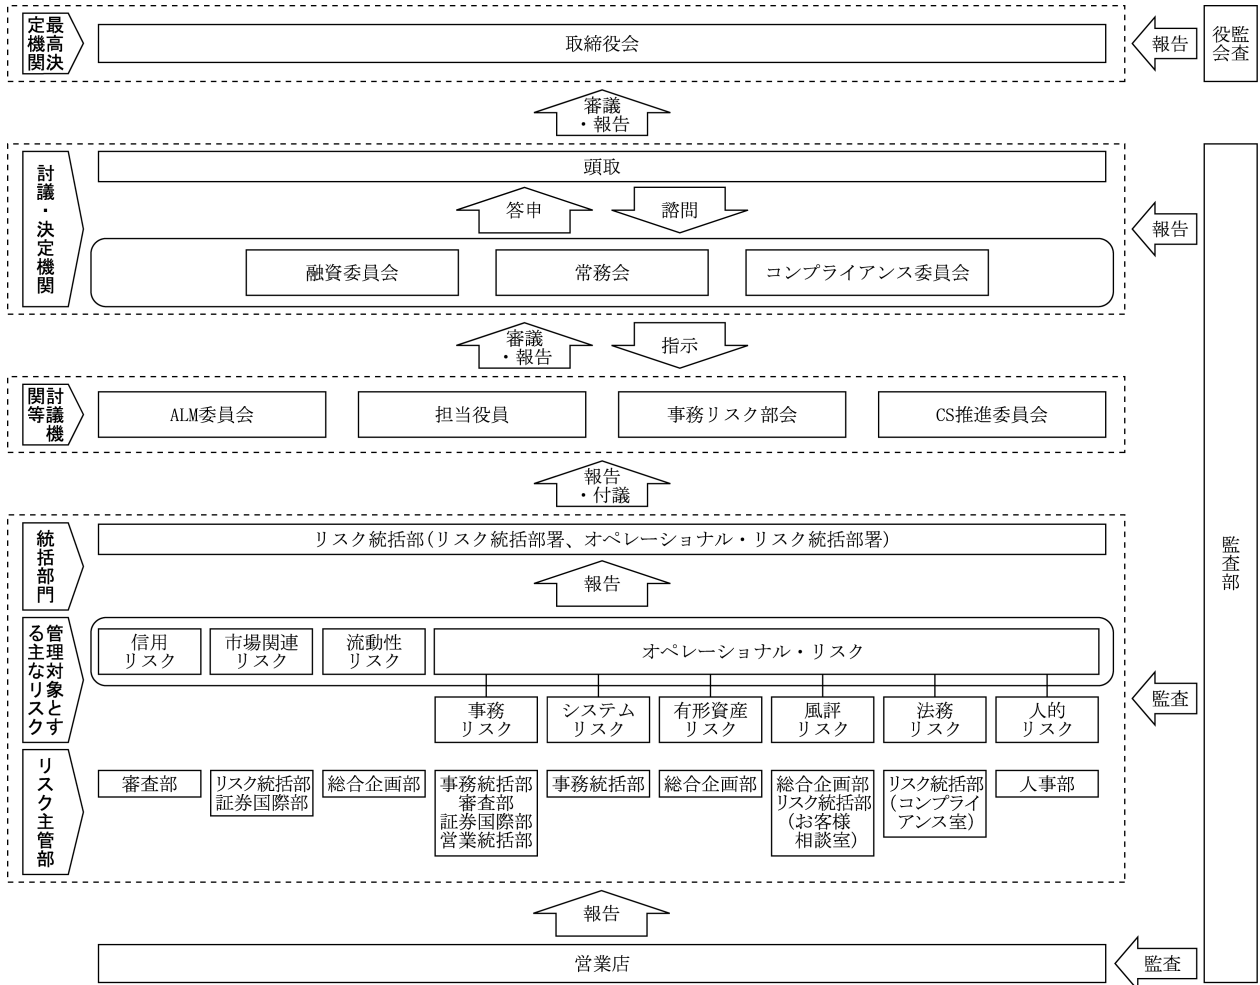 最高決
定機関
取締役会
報告
監査
役会
審議
・報告
討議・決定機関
頭取
答申
諮問
報告
融資委員会
常務会
コンプライアンス委員会
審議
・報告
指示
討議機
関等
ALM委員会
担当役員
事務リスク部会
CS推進委員会
報告
・付議
統括部門
リスク統括部(リスク統括部署、オペレーショナル・リスク統括部署)
報告
監査部
管理対象とす
る主なリスク
信用
リスク
市場関連
リスク
流動性
リスク
オペレーショナル・リスク
事務
リスク
システム
リスク
有形資産
リスク
風評
リスク
法務
リスク
人的
リスク
監査
リスク主管部
審査部
リスク統括部
証券国際部
総合企画部
事務統括部
審査部
証券国際部
営業統括部
事務統括部
総合企画部
総合企画部
リスク統括部
(お客様
相談室)
リスク統括部
(コンプライ
アンス室)
人事部
報告
営業店
監査